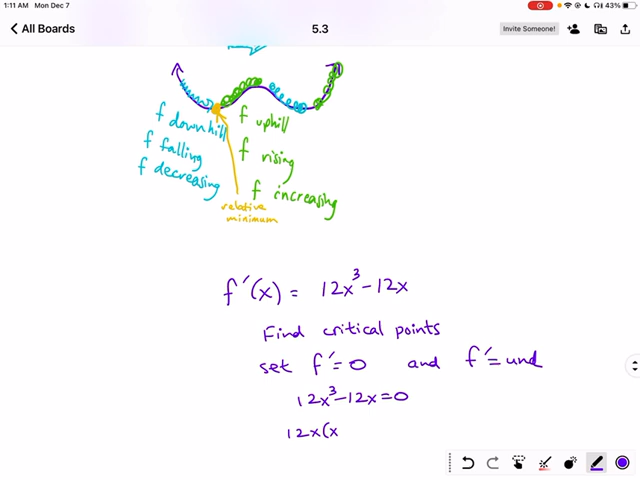 1:11 AM Mon Dec 7
43%
All Boards
5.3
Invite Someone!
f downhill
f falling
f decreasing
f uphill
f rising
f increasing
relative
minimum
f'(x) = 12x³ - 12x
Find critical points
set f' = 0 and f' = und
12x³ - 12x = 0
12x(x